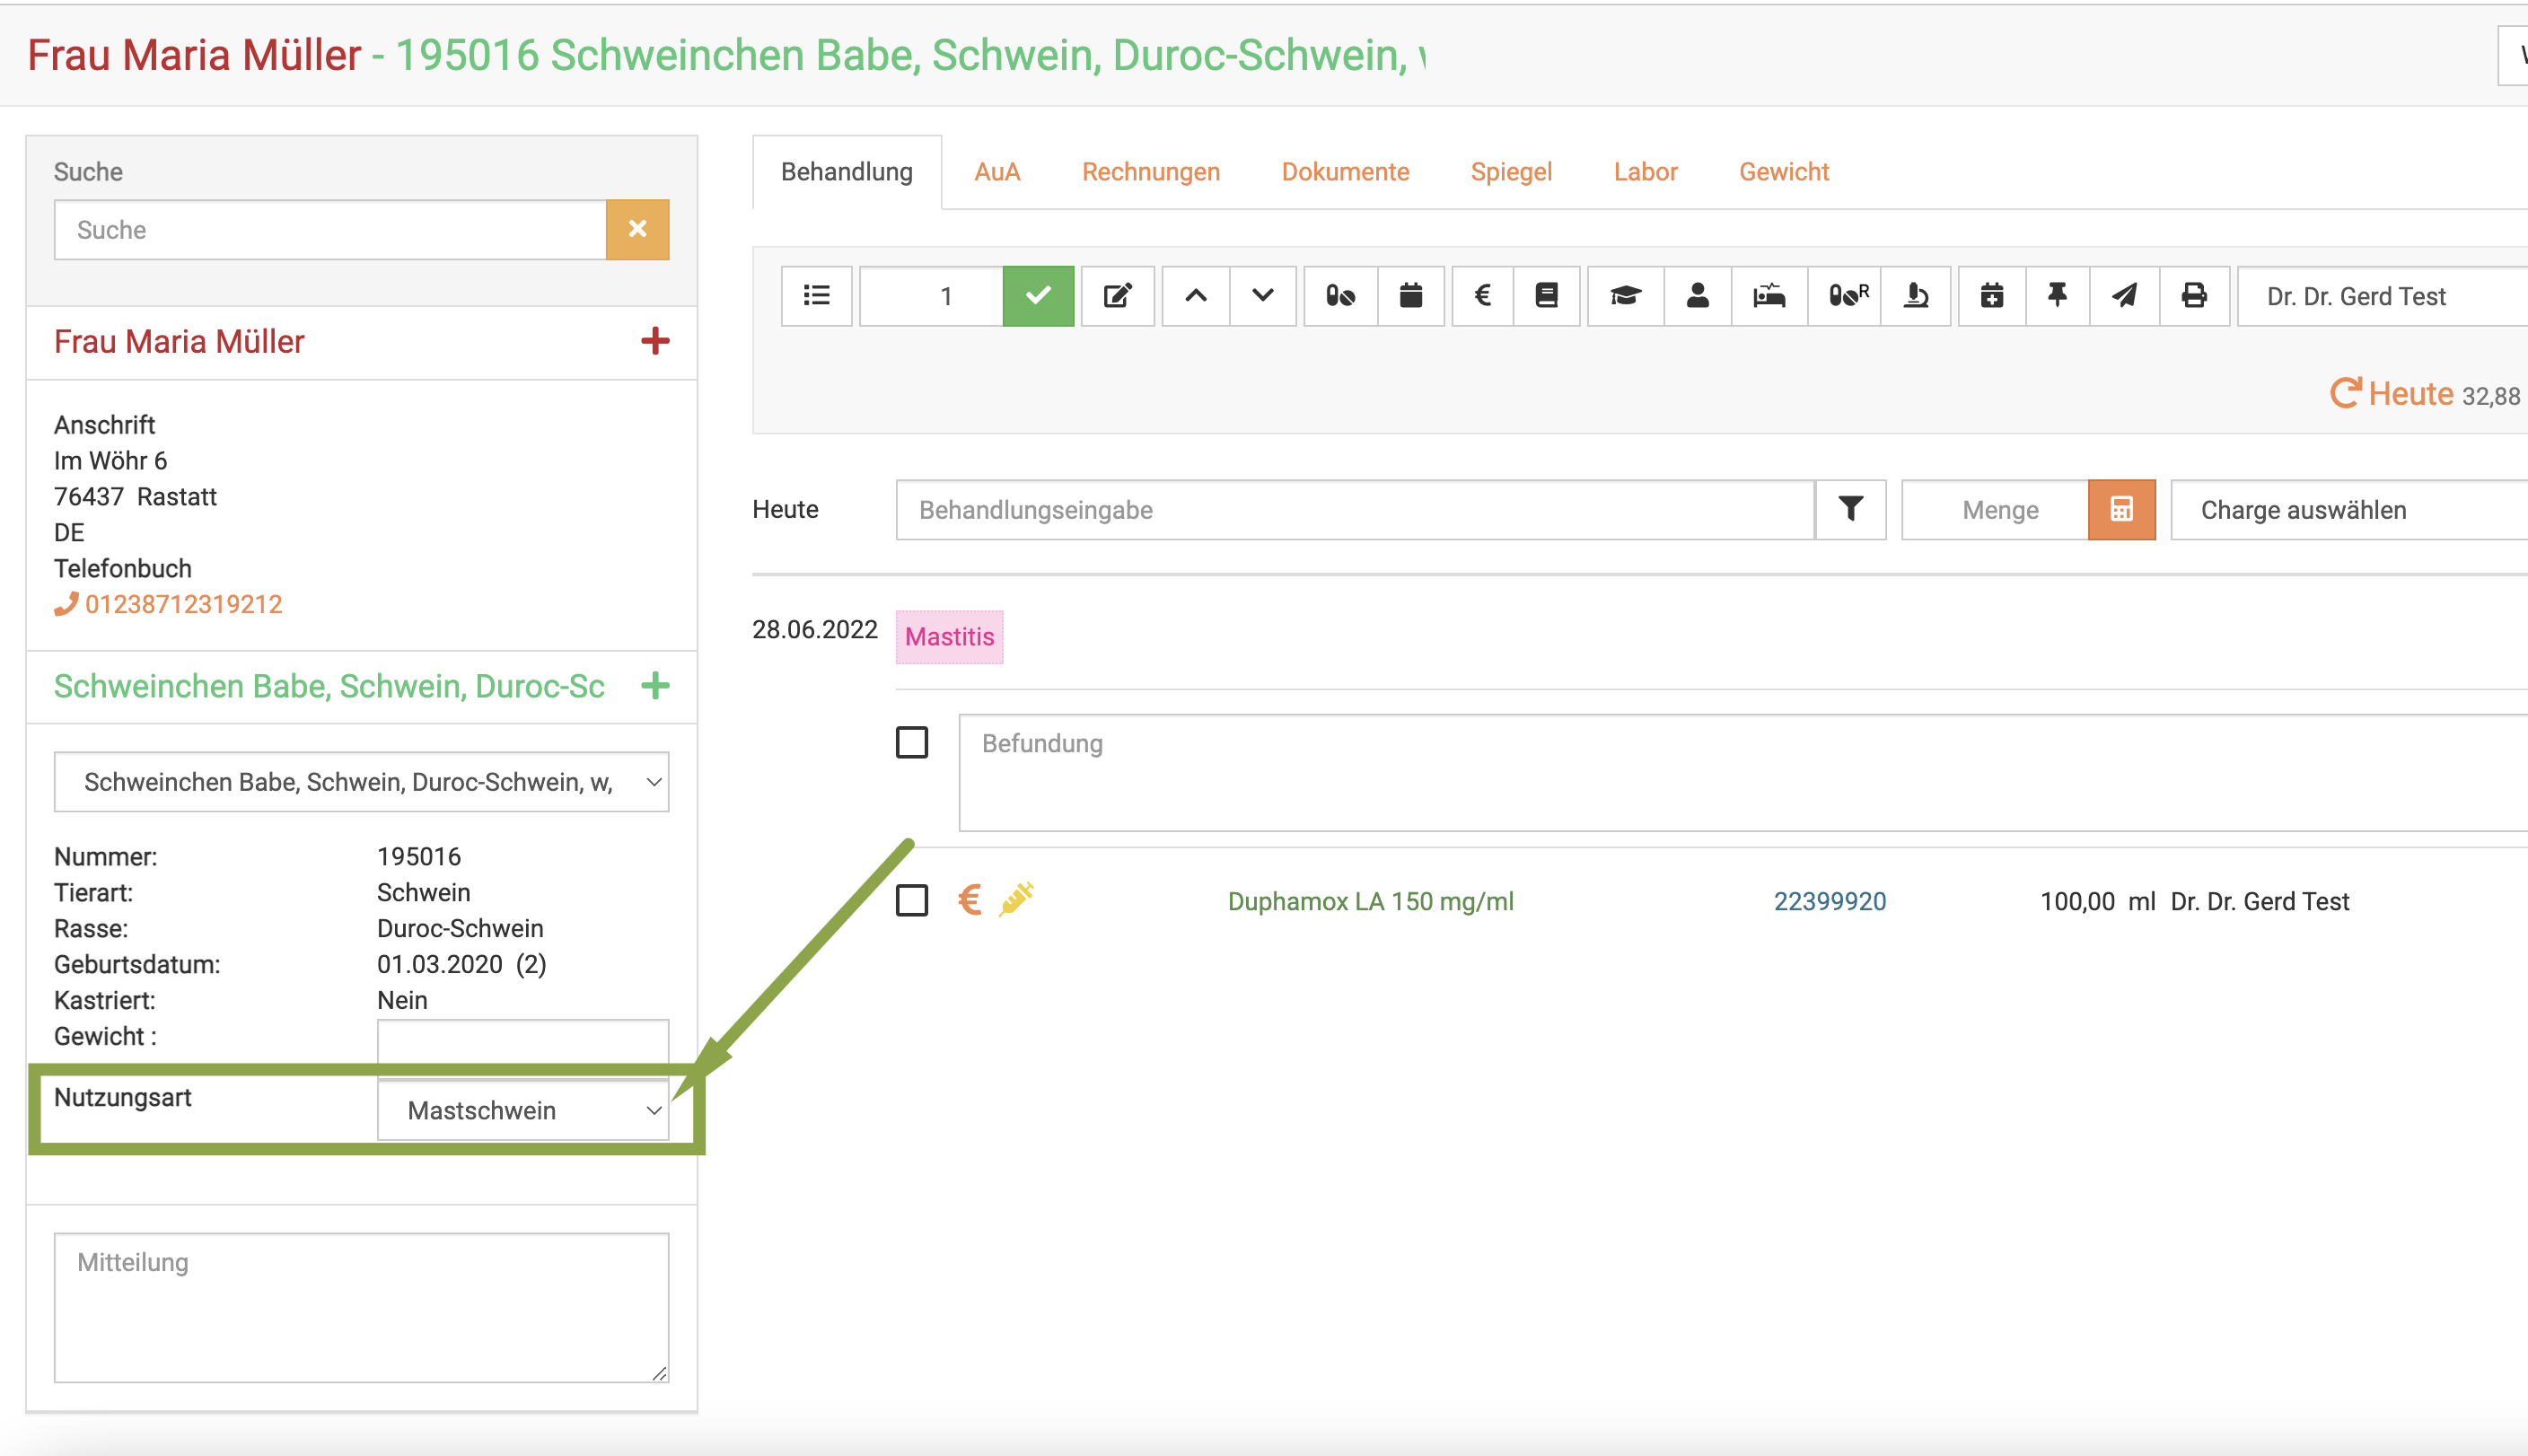 Frau Maria Müller - 195016 Schweinchen Babe, Schwein, Duroc-Schwein,
Suche
Suche
Frau Maria Müller
Anschrift
Im Wöhr 6
76437 Rastatt
DE
Telefonbuch
01238712319212
Schweinchen Babe, Schwein, Duroc-Sc
Schweinchen Babe, Schwein, Duroc-Schwein, w,
Nummer: 195016
Tierart: Schwein
Rasse: Duroc-Schwein
Geburtsdatum: 01.03.2020 (2)
Kastriert: Nein
Gewicht :
Nutzungsart Mastschwein
Mitteilung
Behandlung AuA Rechnungen Dokumente Spiegel Labor Gewicht
1 € R Dr. Dr. Gerd Test
Heute 32,88
Heute Behandlungseingabe Menge Charge auswählen
28.06.2022 Mastitis
Befundung
€ Duphamox LA 150 mg/ml 22399920 100,00 ml Dr. Dr. Gerd Test